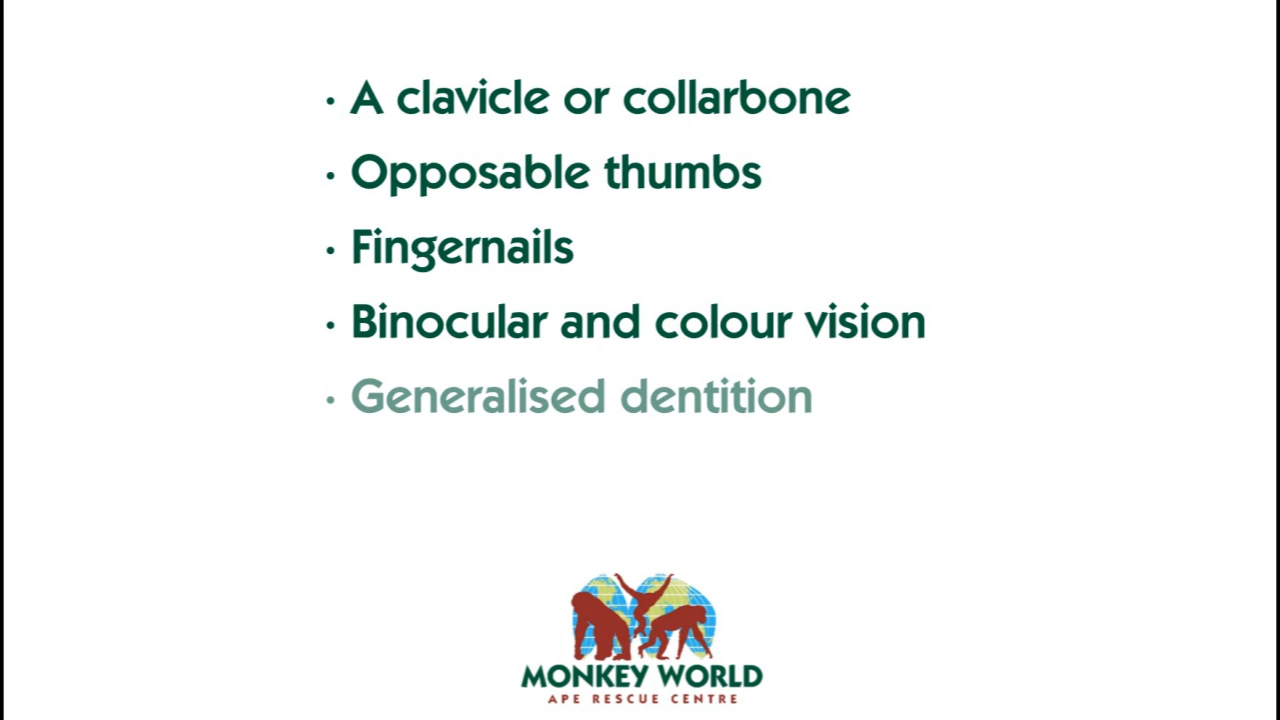 · A clavicle or collarbone
· Opposable thumbs
· Fingernails
· Binocular and colour vision
· Generalised dentition
MONKEY WORLD
APE RESCUE CENTRE